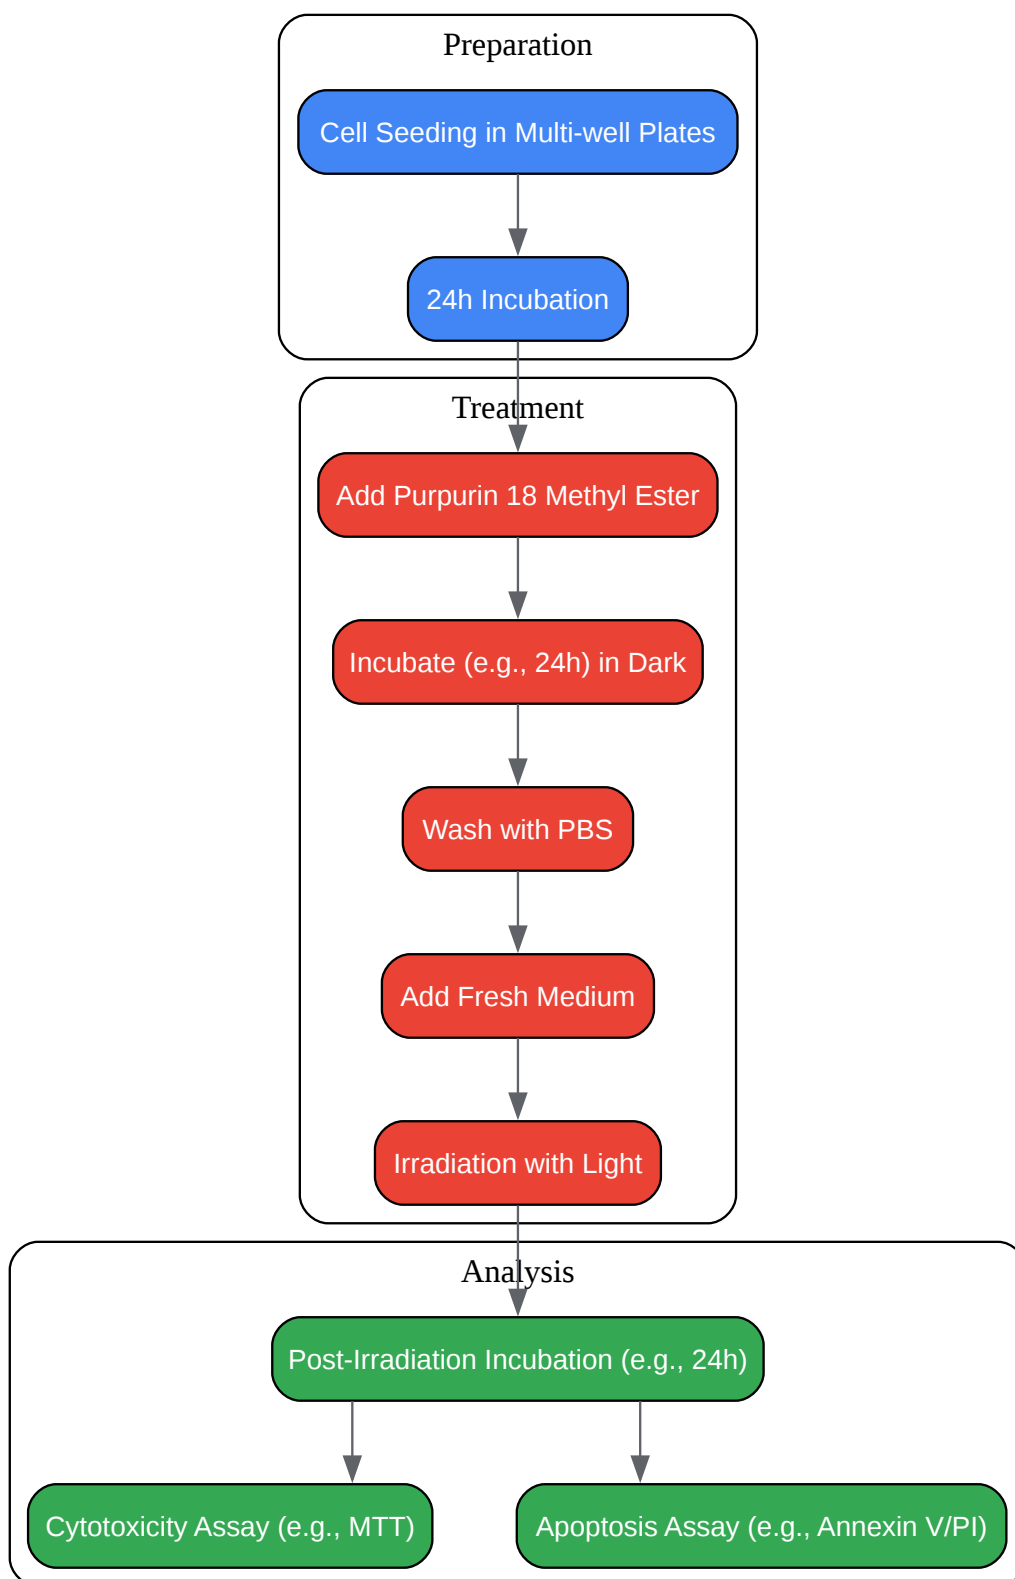 Preparation
Cell Seeding in Multi-well Plates
24h Incubation
Treatment
Add Purpurin 18 Methyl Ester
Incubate (e.g., 24h) in Dark
Wash with PBS
Add Fresh Medium
Irradiation with Light
Analysis
Post-Irradiation Incubation (e.g., 24h)
Cytotoxicity Assay (e.g., MTT)
Apoptosis Assay (e.g., Annexin V/PI)